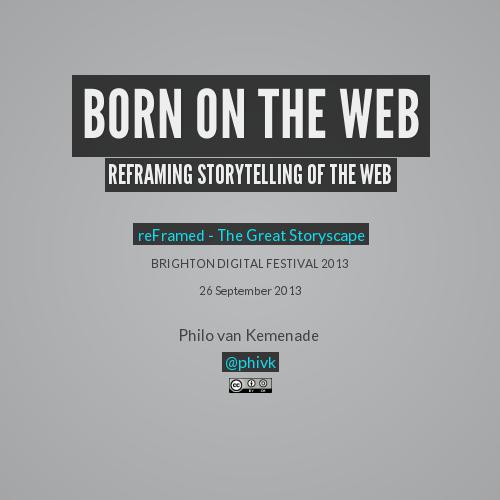 BORN ON THE WEB
REFRAMING STORYTELLING OF THE WEB
reFramed - The Great Storyscape
BRIGHTON DIGITAL FESTIVAL 2013
26 September 2013
Philo van Kemenade
@phivk